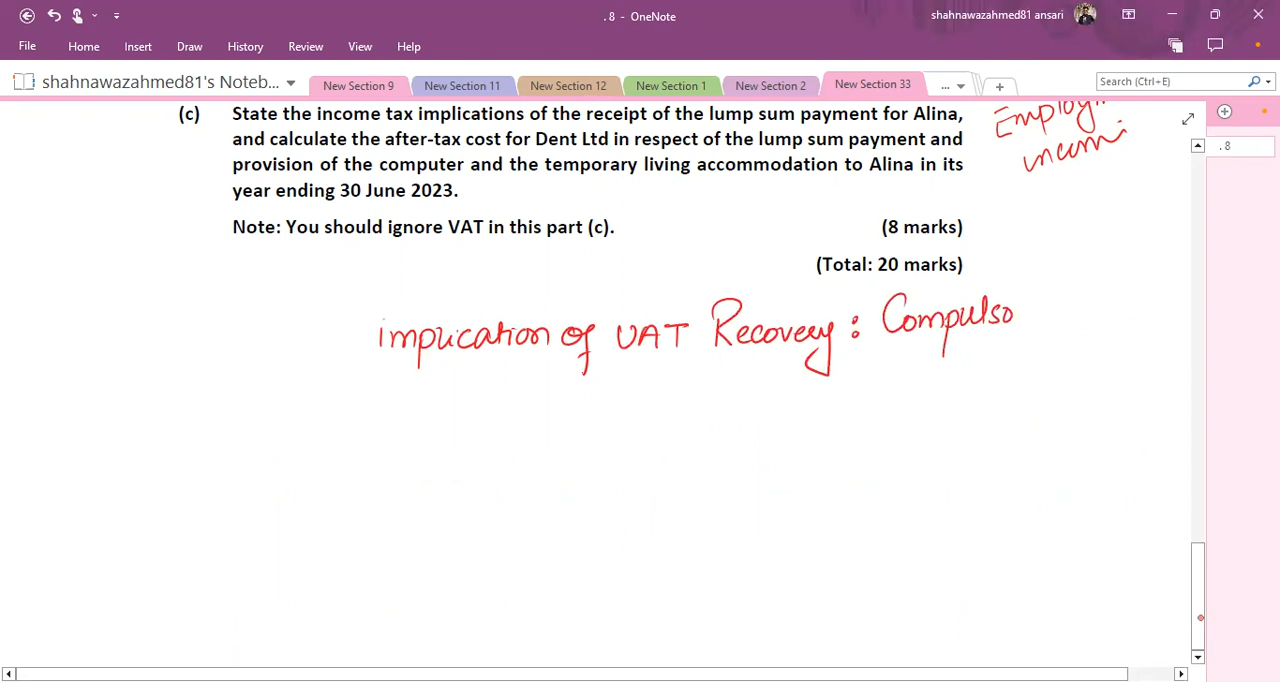 . 8 - OneNote
shahnawazahmed81 ansari
File Home Insert Draw History Review View Help
shahnawazahmed81's Noteb...
New Section 9
New Section 11
New Section 12
New Section 1
New Section 2
New Section 33
...
Search (Ctrl+E)
. 8
(c) State the income tax implications of the receipt of the lump sum payment for Alina,
and calculate the after-tax cost for Dent Ltd in respect of the lump sum payment and
provision of the computer and the temporary living accommodation to Alina in its
year ending 30 June 2023.
Note: You should ignore VAT in this part (c). (8 marks)
(Total: 20 marks)
implication of VAT Recovery : Compulso